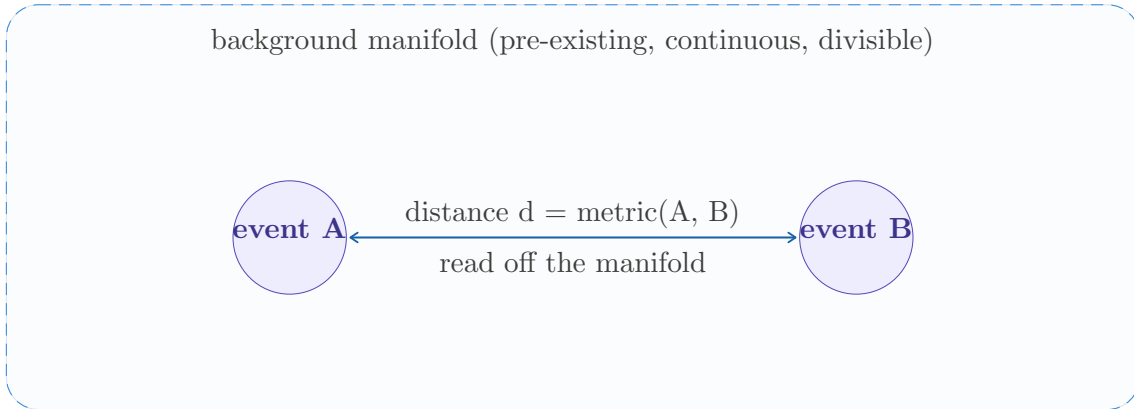 background manifold (pre-existing, continuous, divisible)
distance d = metric(A, B)
event A
event B
read off the manifold